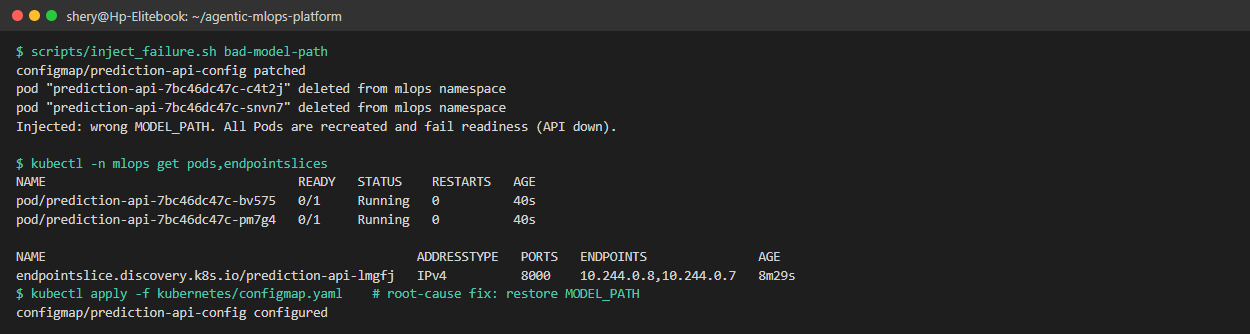 shery@Hp-Elitebook: ~/agentic-mlops-platform
$ scripts/inject_failure.sh bad-model-path
configmap/prediction-api-config patched
pod "prediction-api-7bc46dc47c-c4t2j" deleted from mlops namespace
pod "prediction-api-7bc46dc47c-snvn7" deleted from mlops namespace
Injected: wrong MODEL_PATH. All Pods are recreated and fail readiness (API down).
$ kubectl -n mlops get pods,endpointslices
NAME READY STATUS RESTARTS AGE
pod/prediction-api-7bc46dc47c-bv575 0/1 Running 0 40s
pod/prediction-api-7bc46dc47c-pm7g4 0/1 Running 0 40s
NAME ADDRESSTYPE PORTS ENDPOINTS AGE
endpointslice.discovery.k8s.io/prediction-api-lmgfj IPv4 8000 10.244.0.8,10.244.0.7 8m29s
$ kubectl apply -f kubernetes/configmap.yaml # root-cause fix: restore MODEL_PATH
configmap/prediction-api-config configured